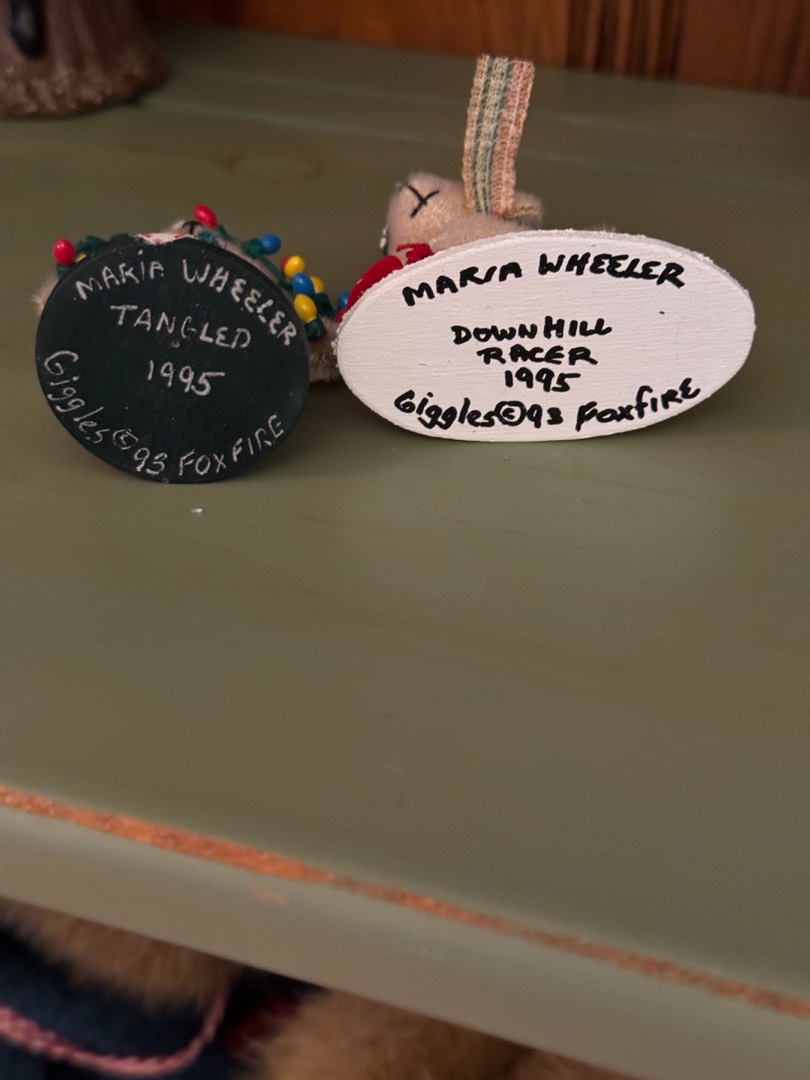 MARIA WHEELER
TANGLED
1995
Giggles © 93 FOXFIRE
MARIA WHEELER
DOWNHILL
RACER
1995
Giggles © 93 FoxfiRE